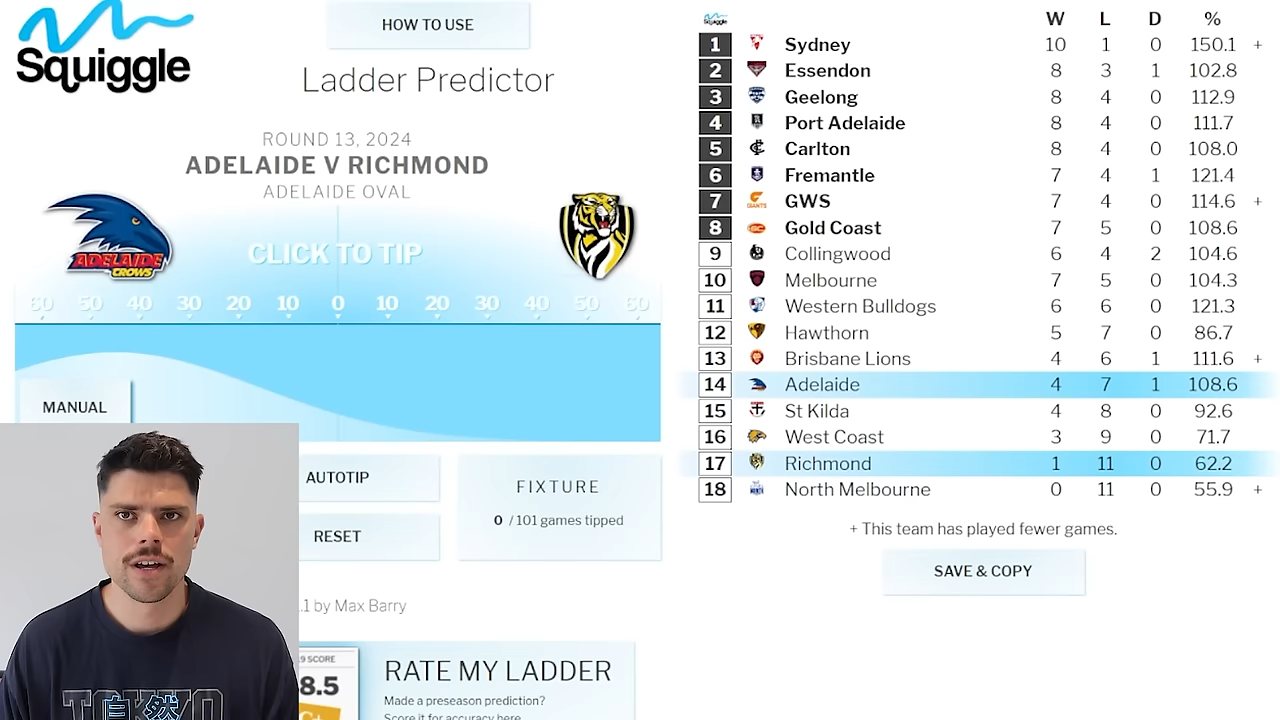 Squiggle
HOW TO USE
Ladder Predictor
ROUND 13, 2024
ADELAIDE V RICHMOND
ADELAIDE OVAL
ADELAIDE
CROWS
CLICK TO TIP
60 50 40 30 20 10 0 10 20 30 40 50 60
MANUAL
AUTOTIP
RESET
FIXTURE
0 / 101 games tipped
.1 by Max Barry
9 SCORE
8.5
C+
RATE MY LADDER
Made a preseason prediction?
Score it for accuracy here
TOKYO
自然
Squiggle W L D %
1 Sydney 10 1 0 150.1 +
2 Essendon 8 3 1 102.8
3 Geelong 8 4 0 112.9
4 Port Adelaide 8 4 0 111.7
5 Carlton 8 4 0 108.0
6 Fremantle 7 4 1 121.4
7 GIANTS GWS 7 4 0 114.6 +
8 Gold Coast 7 5 0 108.6
9 Collingwood 6 4 2 104.6
10 Melbourne 7 5 0 104.3
11 Western Bulldogs 6 6 0 121.3
12 Hawthorn 5 7 0 86.7
13 Brisbane Lions 4 6 1 111.6 +
14 Adelaide 4 7 1 108.6
15 St Kilda 4 8 0 92.6
16 West Coast 3 9 0 71.7
17 Richmond 1 11 0 62.2
18 North Melbourne 0 11 0 55.9 +
+ This team has played fewer games.
SAVE & COPY